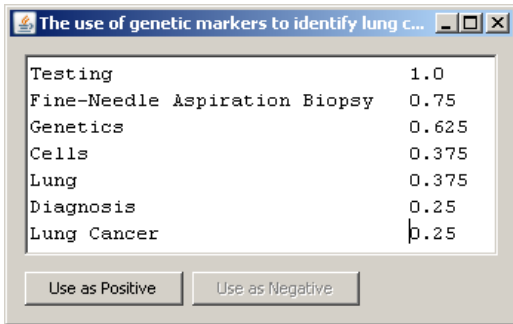 The use of genetic markers to identify lung c...
Testing 1.0
Fine-Needle Aspiration Biopsy 0.75
Genetics 0.625
Cells 0.375
Lung 0.375
Diagnosis 0.25
Lung Cancer 0.25
Use as Positive Use as Negative